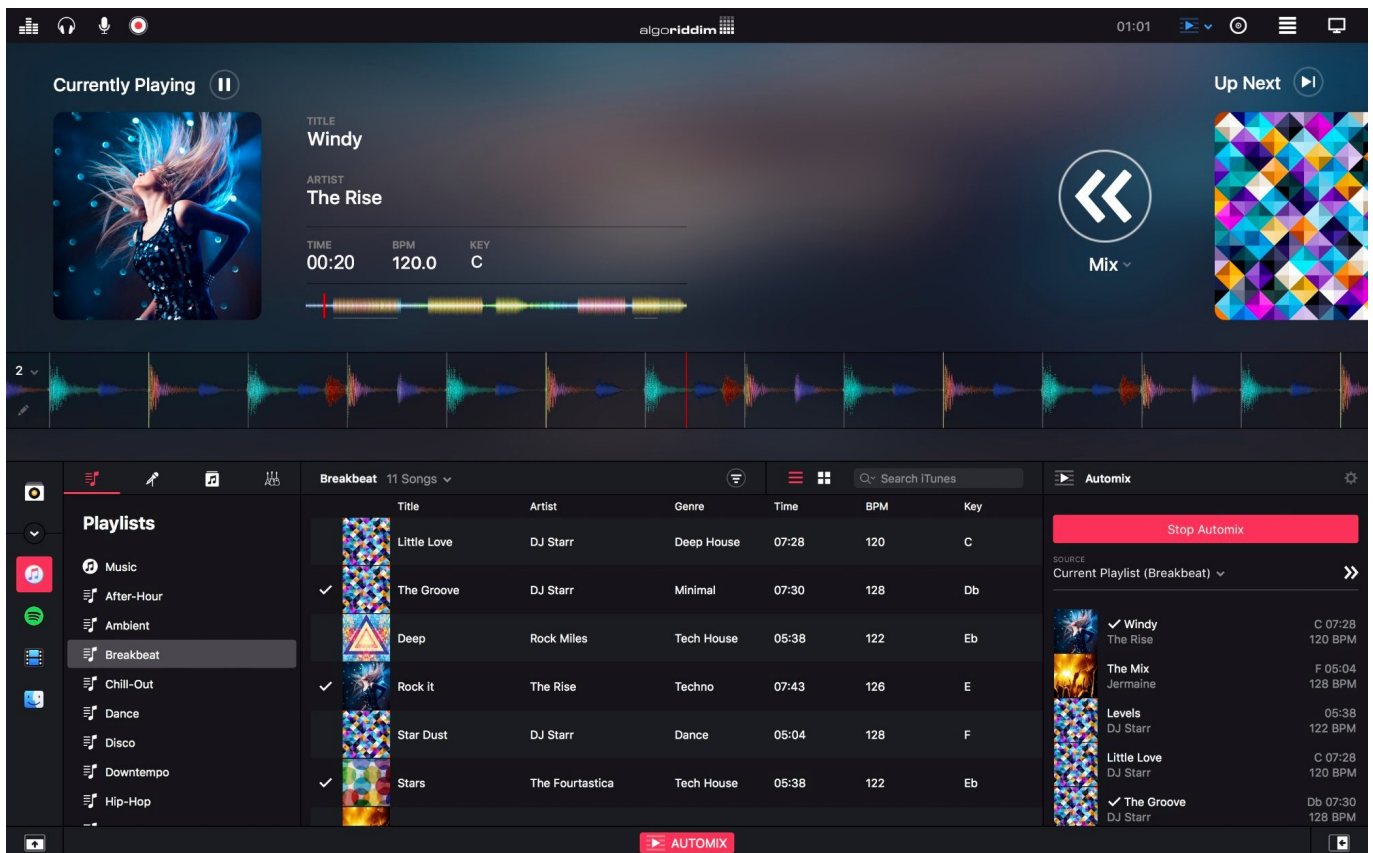 algoriddim
01:01
Currently Playing
Up Next
TITLE
Windy
ARTIST
The Rise
TIME BPM KEY
00:20 120.0 C
Mix
2
Breakbeat 11 Songs
Search iTunes
Automix
Playlists
Music
After-Hour
Ambient
Breakbeat
Chill-Out
Dance
Disco
Downtempo
Hip-Hop
Title Artist Genre Time BPM Key
Little Love DJ Starr Deep House 07:28 120 C
The Groove DJ Starr Minimal 07:30 128 Db
Deep Rock Miles Tech House 05:38 122 Eb
Rock it The Rise Techno 07:43 126 E
Star Dust DJ Starr Dance 05:04 128 F
Stars The Fourtastica Tech House 05:38 122 Eb
Stop Automix
SOURCE
Current Playlist (Breakbeat)
Windy C 07:28
The Rise 120 BPM
The Mix F 05:04
Jermaine 128 BPM
Levels 05:38
DJ Starr 122 BPM
Little Love C 07:28
DJ Starr 120 BPM
The Groove Db 07:30
DJ Starr 128 BPM
AUTOMIX